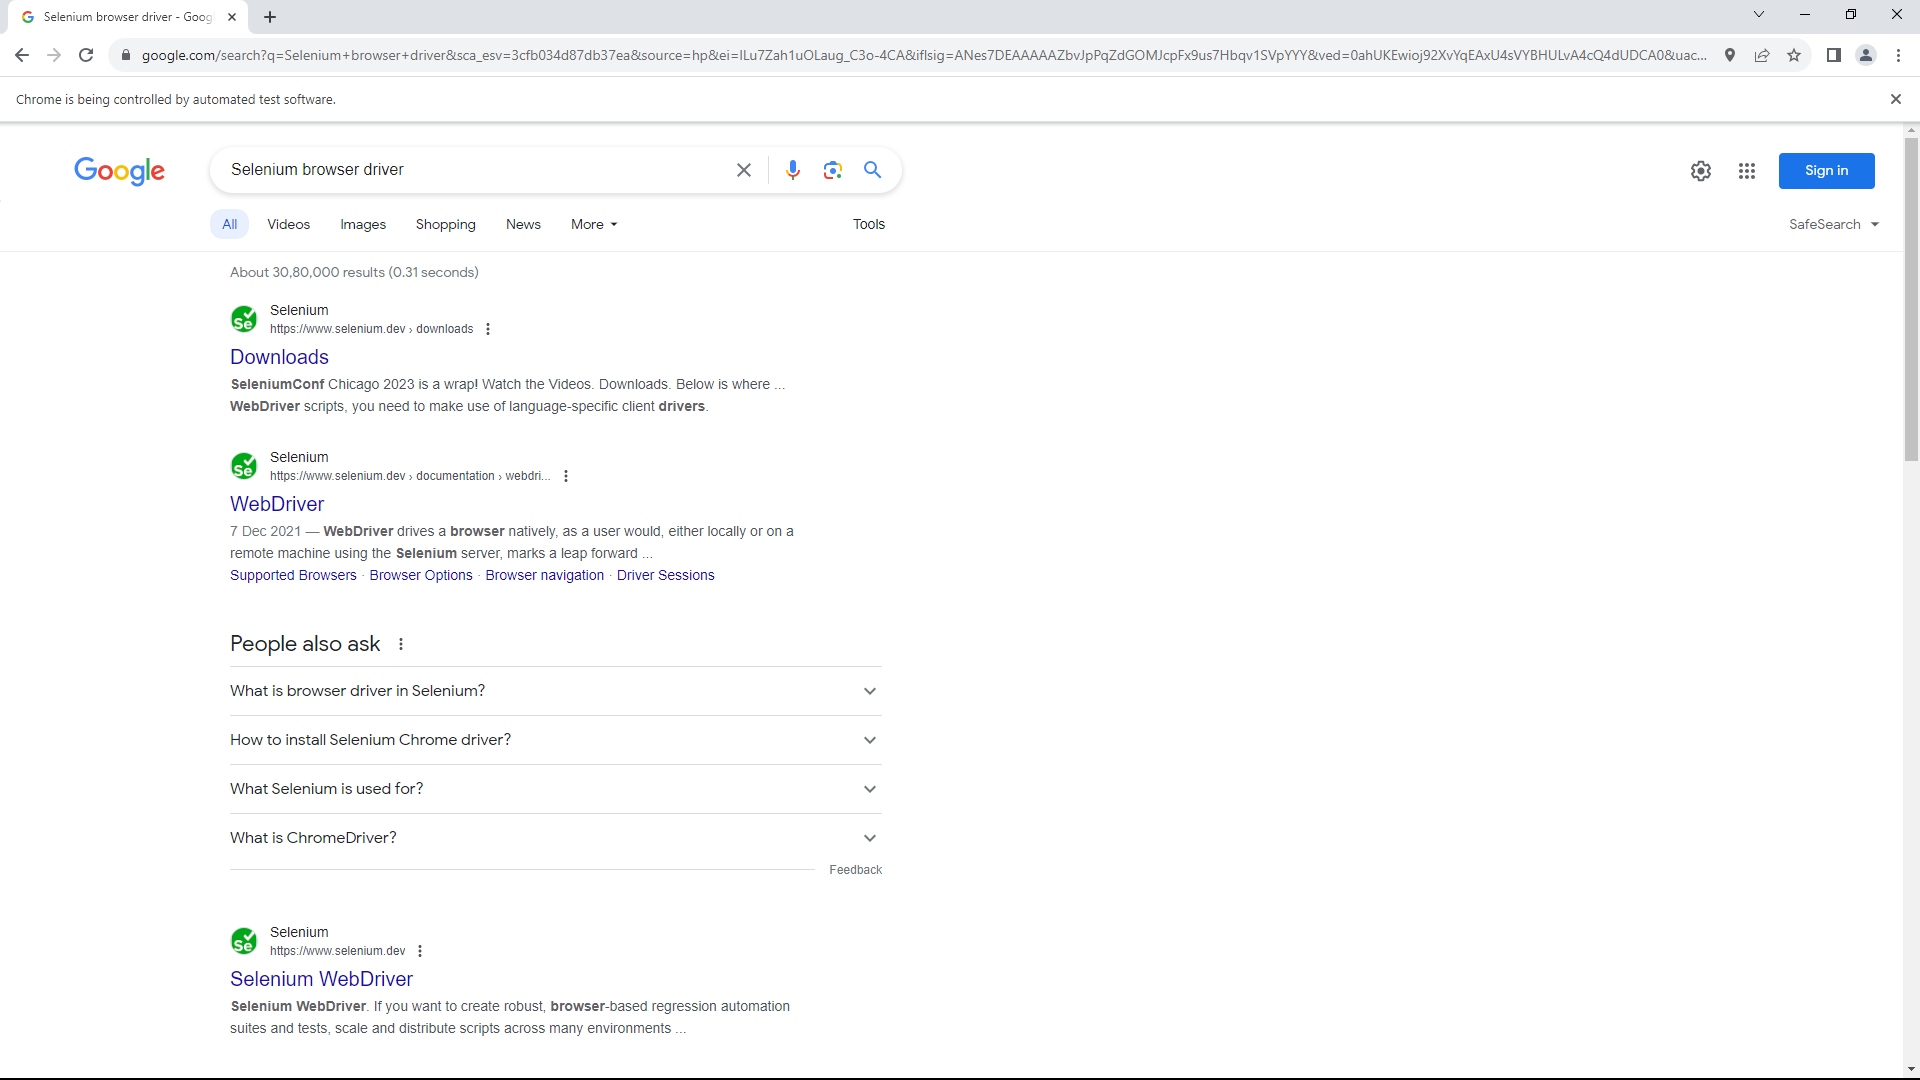 Selenium browser driver - Goog
google.com/search?q=Selenium+browser+driver&sca_esv=3cfb034d87db37ea&source=hp&ei=ILu7Zah1uOLaug_C3o-4CA&iflsig=ANes7DEAAAAAZbvJpPqZdGOMJcpFx9us7Hbqv1SVpYYY&ved=0ahUKEwioj92XvYqEAxU4sVYBHULvA4cQ4dUDCA0&uac...
Chrome is being controlled by automated test software.
Google
Selenium browser driver
Sign in
All
Videos
Images
Shopping
News
More
Tools
SafeSearch
About 30,80,000 results (0.31 seconds)
Selenium
https://www.selenium.dev › downloads
Downloads
SeleniumConf Chicago 2023 is a wrap! Watch the Videos. Downloads. Below is where ...
WebDriver scripts, you need to make use of language-specific client drivers.
Selenium
https://www.selenium.dev › documentation › webdri...
WebDriver
7 Dec 2021 — WebDriver drives a browser natively, as a user would, either locally or on a
remote machine using the Selenium server, marks a leap forward ...
Supported Browsers · Browser Options · Browser navigation · Driver Sessions
People also ask
What is browser driver in Selenium?
How to install Selenium Chrome driver?
What Selenium is used for?
What is ChromeDriver?
Feedback
Selenium
https://www.selenium.dev
Selenium WebDriver
Selenium WebDriver. If you want to create robust, browser-based regression automation
suites and tests, scale and distribute scripts across many environments ...